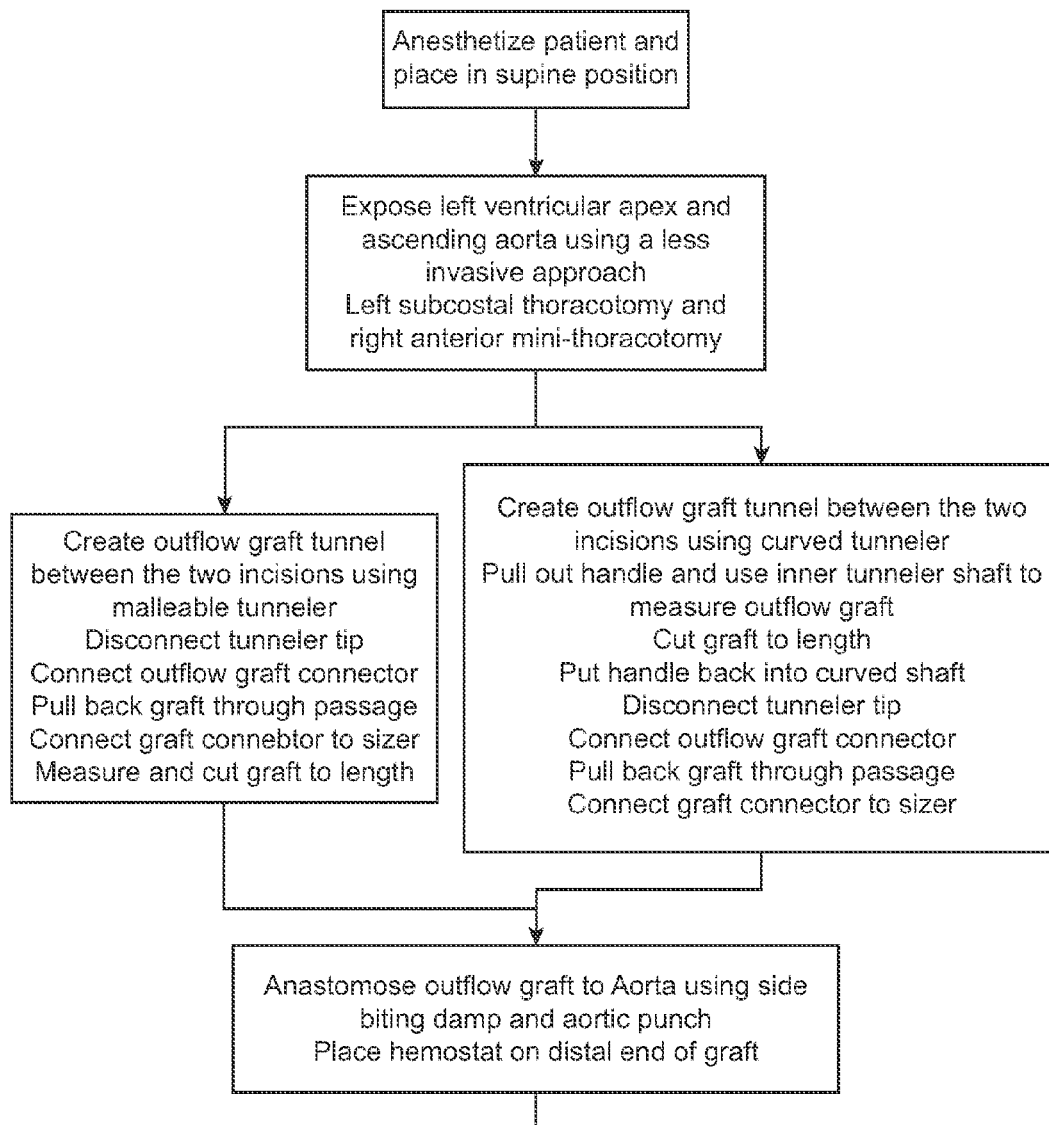 Anesthetize patient and
place in supine position
Expose left ventricular apex and
ascending aorta using a less
invasive approach
Left subcostal thoracotomy and
right anterior mini-thoracotomy
Create outflow graft tunnel
between the two incisions using
malleable tunneler
Disconnect tunneler tip
Connect outflow graft connector
Pull back graft through passage
Connect graft connebtor to sizer
Measure and cut graft to length
Create outflow graft tunnel between the two
incisions using curved tunneler
Pull out handle and use inner tunneler shaft to
measure outflow graft
Cut graft to length
Put handle back into curved shaft
Disconnect tunneler tip
Connect outflow graft connector
Pull back graft through passage
Connect graft connector to sizer
Anastomose outflow graft to Aorta using side
biting damp and aortic punch
Place hemostat on distal end of graft